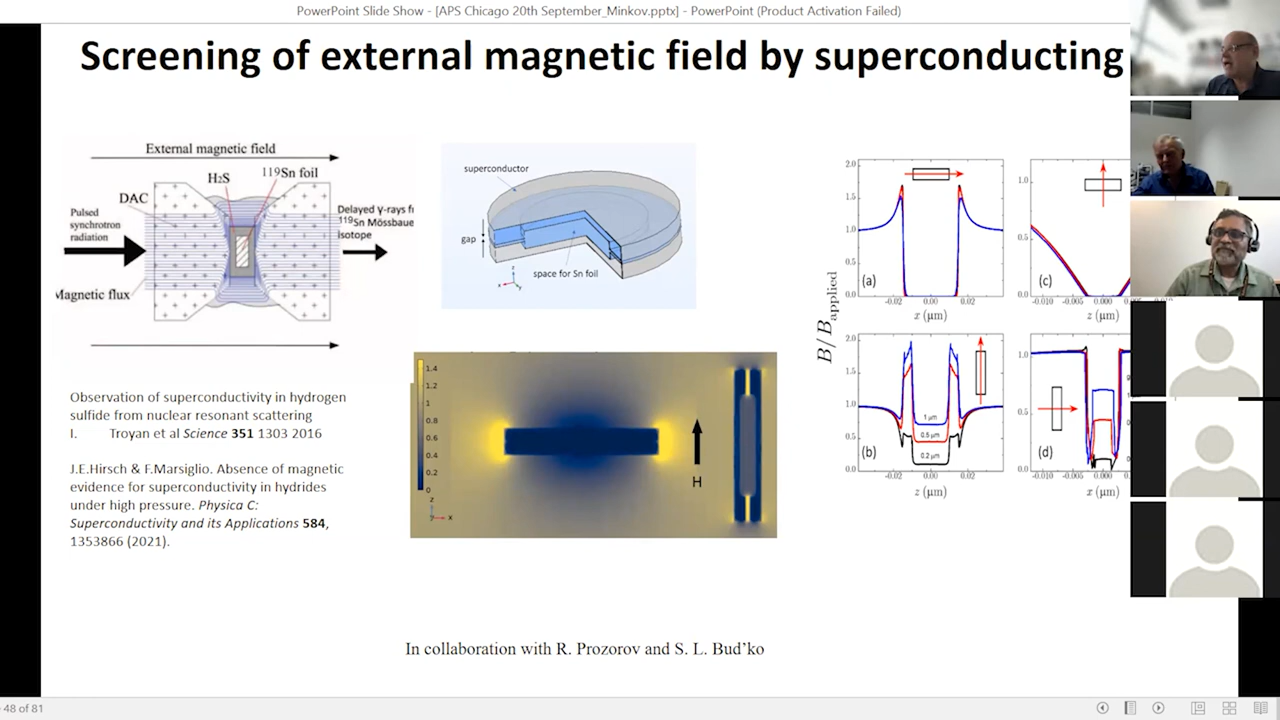 PowerPoint Slide Show - [APS Chicago 20th September_Minkov.pptx] - PowerPoint (Product Activation Failed)
Screening of external magnetic field by superconducting
External magnetic field
H₂S
119Sn foil
DAC
Pulsed
synchrotron
radiation
Delayed γ-rays fr
119Sn Mössbaue
isotope
Magnetic flux
superconductor
gap
space for Sn foil
1.4
1.2
1
0.8
0.6
0.4
0.2
0
z
x
H
B/Bapplied
2.0
1.5
1.0
0.5
0.0
(a)
-0.02 0.00 0.02
x (μm)
1.0
0.5
0.0
(c)
-0.010 -0.005 0.000
z (μm)
2.0
1.5
1.0
0.5
0.0
1 μm
0.5 μm
0.2 μm
(b)
-0.02 0.00 0.02
z (μm)
1.0
0.5
0.0
(d)
-0.010 -0.005 0.000
x (μm)
Observation of superconductivity in hydrogen
sulfide from nuclear resonant scattering
I. Troyan et al Science 351 1303 2016
J.E.Hirsch & F.Marsiglio. Absence of magnetic
evidence for superconductivity in hydrides
under high pressure. Physica C:
Superconductivity and its Applications 584,
1353866 (2021).
In collaboration with R. Prozorov and S. L. Bud'ko
48 of 81